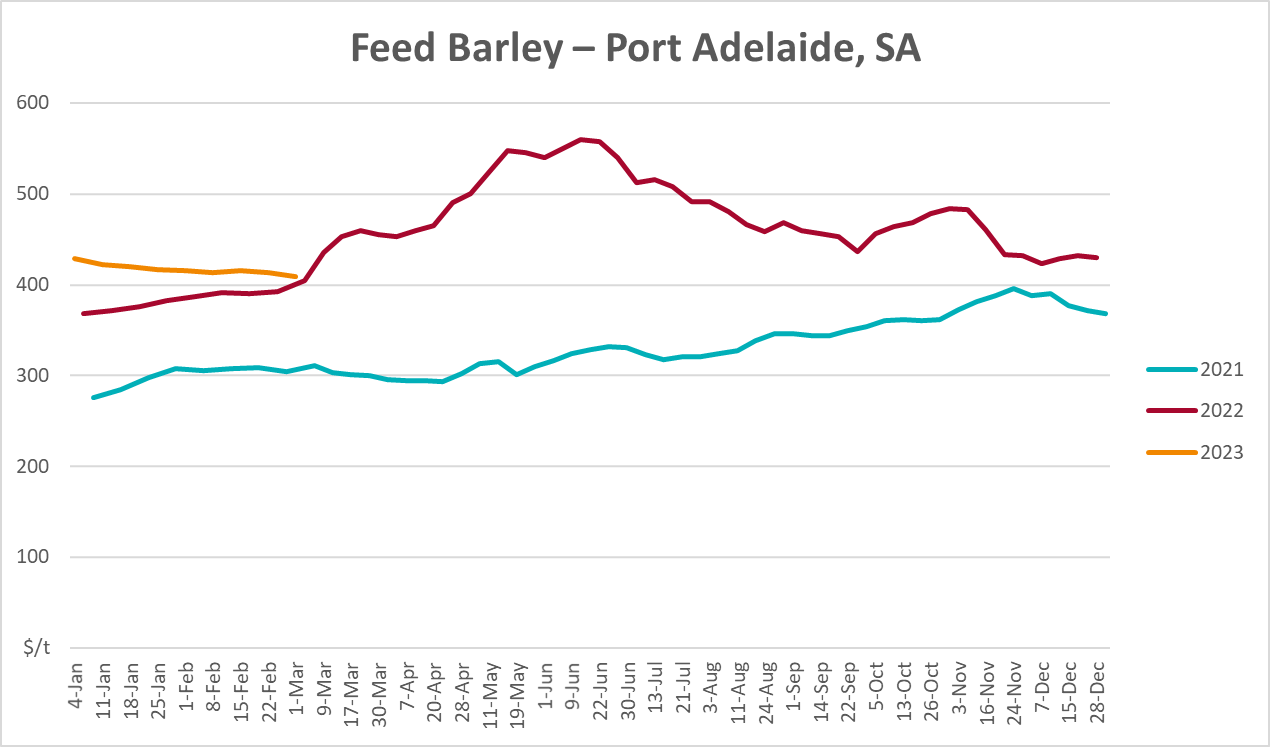 Feed Barley – Port Adelaide, SA
600
500
400
300
200
100
$/t
4-Jan
11-Jan
18-Jan
25-Jan
1-Feb
8-Feb
15-Feb
22-Feb
1-Mar
9-Mar
17-Mar
30-Mar
7-Apr
20-Apr
28-Apr
11-May
19-May
1-Jun
9-Jun
22-Jun
30-Jun
13-Jul
21-Jul
3-Aug
11-Aug
24-Aug
1-Sep
14-Sep
22-Sep
5-Oct
13-Oct
26-Oct
3-Nov
16-Nov
24-Nov
7-Dec
15-Dec
28-Dec
2021
2022
2023